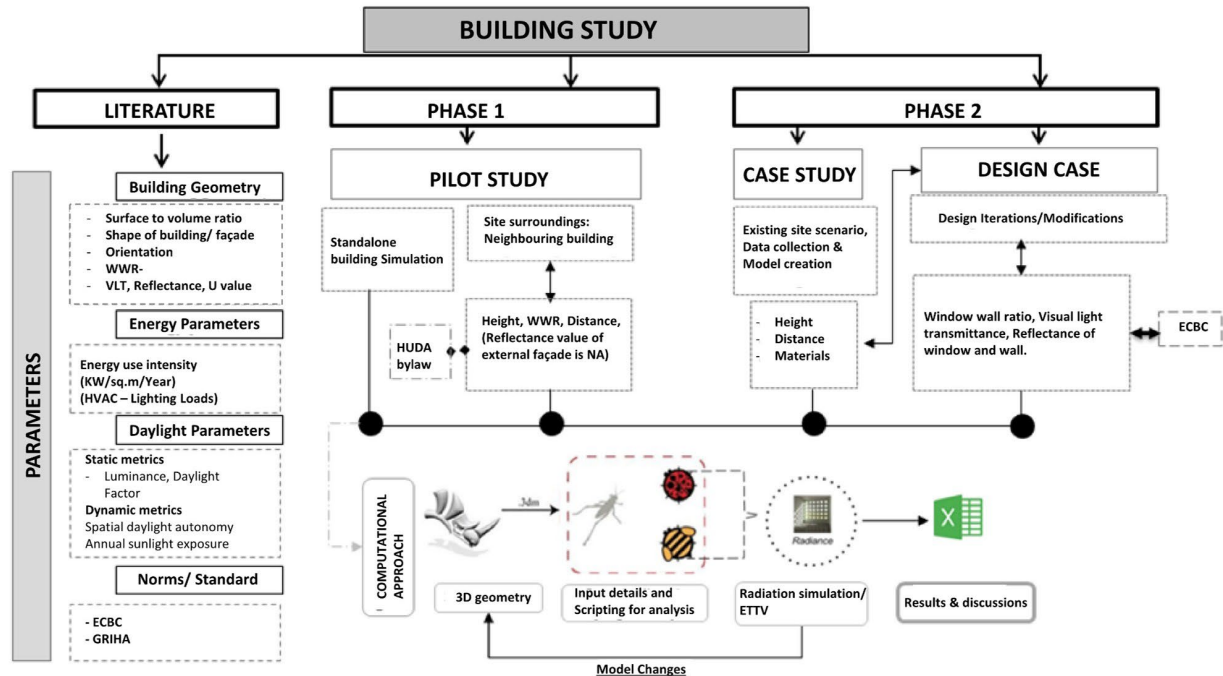 BUILDING STUDY
LITERATURE
PHASE 1
PHASE 2
PARAMETERS
Building Geometry
- Surface to volume ratio
- Shape of building/ façade
- Orientation
- WWR-
- VLT, Reflectance, U value
Energy Parameters
Energy use intensity
(KW/sq.m/Year)
(HVAC – Lighting Loads)
Daylight Parameters
Static metrics
- Luminance, Daylight
Factor
Dynamic metrics
Spatial daylight autonomy
Annual sunlight exposure
Norms/ Standard
- ECBC
- GRIHA
PILOT STUDY
Standalone
building Simulation
Site surroundings:
Neighbouring building
HUDA
bylaw
Height, WWR, Distance,
(Reflectance value of
external façade is NA)
CASE STUDY
Existing site scenario,
Data collection &
Model creation
- Height
- Distance
- Materials
DESIGN CASE
Design Iterations/Modifications
Window wall ratio, Visual light
transmittance, Reflectance of
window and wall.
ECBC
COMPUTATIONAL
APPROACH
.3dm
Radiance
X
3D geometry
Input details and
Scripting for analysis
Radiation simulation/
ETTV
Results & discussions
Model Changes